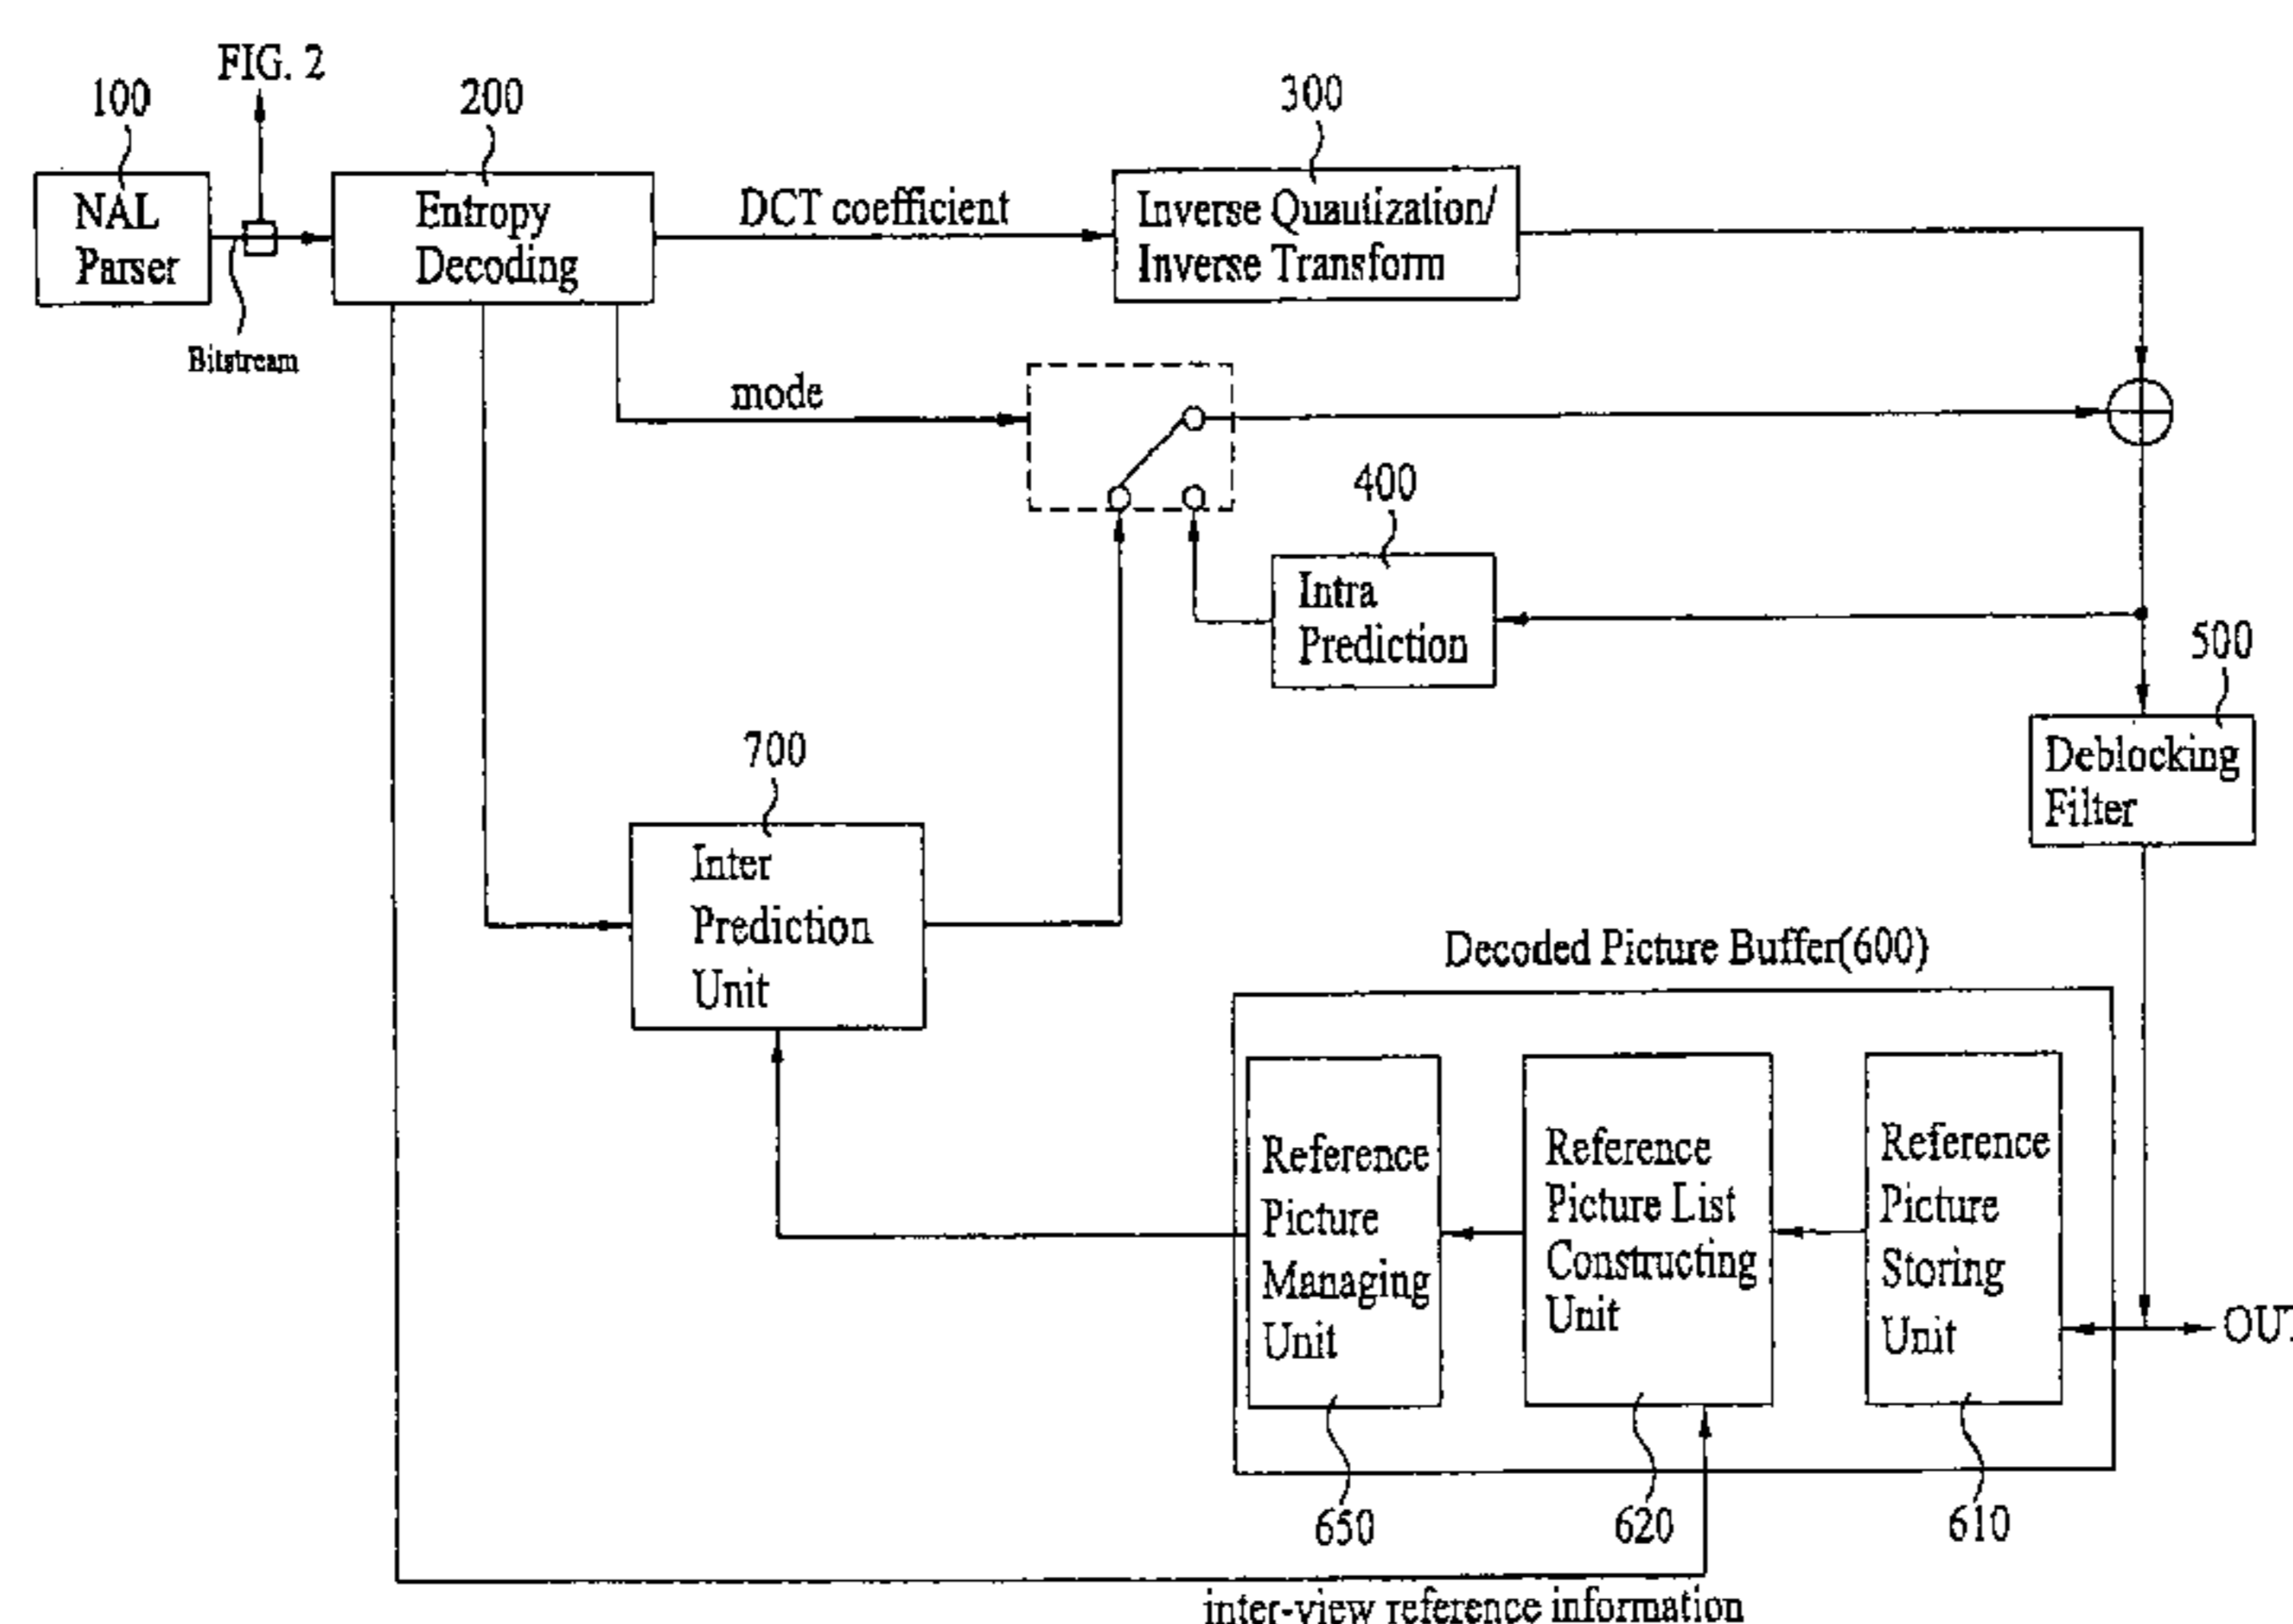 FIG. 2
100
200
300
NAL
Parser
Entropy
Decoding
DCT coefficient
Inverse Quautization/
Inverse Transform
Bitstream
mode
400
Intra
Prediction
500
Deblocking
Filter
700
Inter
Prediction
Unit
Decoded Picture Buffer(600)
Reference
Picture
Managing
Unit
Reference
Picture List
Constructing
Unit
Reference
Picture
Storing
Unit
OUT
650
620
610
inter-view reference information